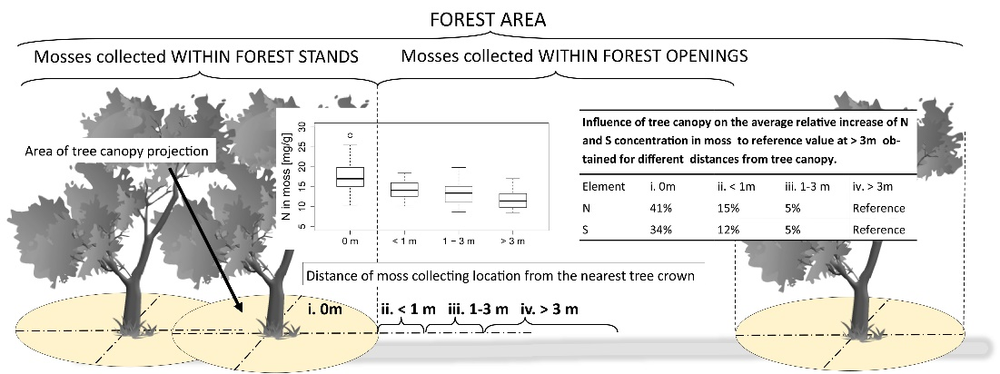 FOREST AREA
Mosses collected WITHIN FOREST STANDS
Mosses collected WITHIN FOREST OPENINGS
Area of tree canopy projection
N in moss [mg/g]
30
25
20
15
10
5
0 m
< 1 m
1 – 3 m
> 3 m
Influence of tree canopy on the average relative increase of N
and S concentration in moss to reference value at > 3m ob-
tained for different distances from tree canopy.
Element i. 0m ii. < 1m iii. 1-3 m iv. > 3m
N 41% 15% 5% Reference
S 34% 12% 5% Reference
Distance of moss collecting location from the nearest tree crown
i. 0m
ii. < 1 m iii. 1-3 m iv. > 3 m